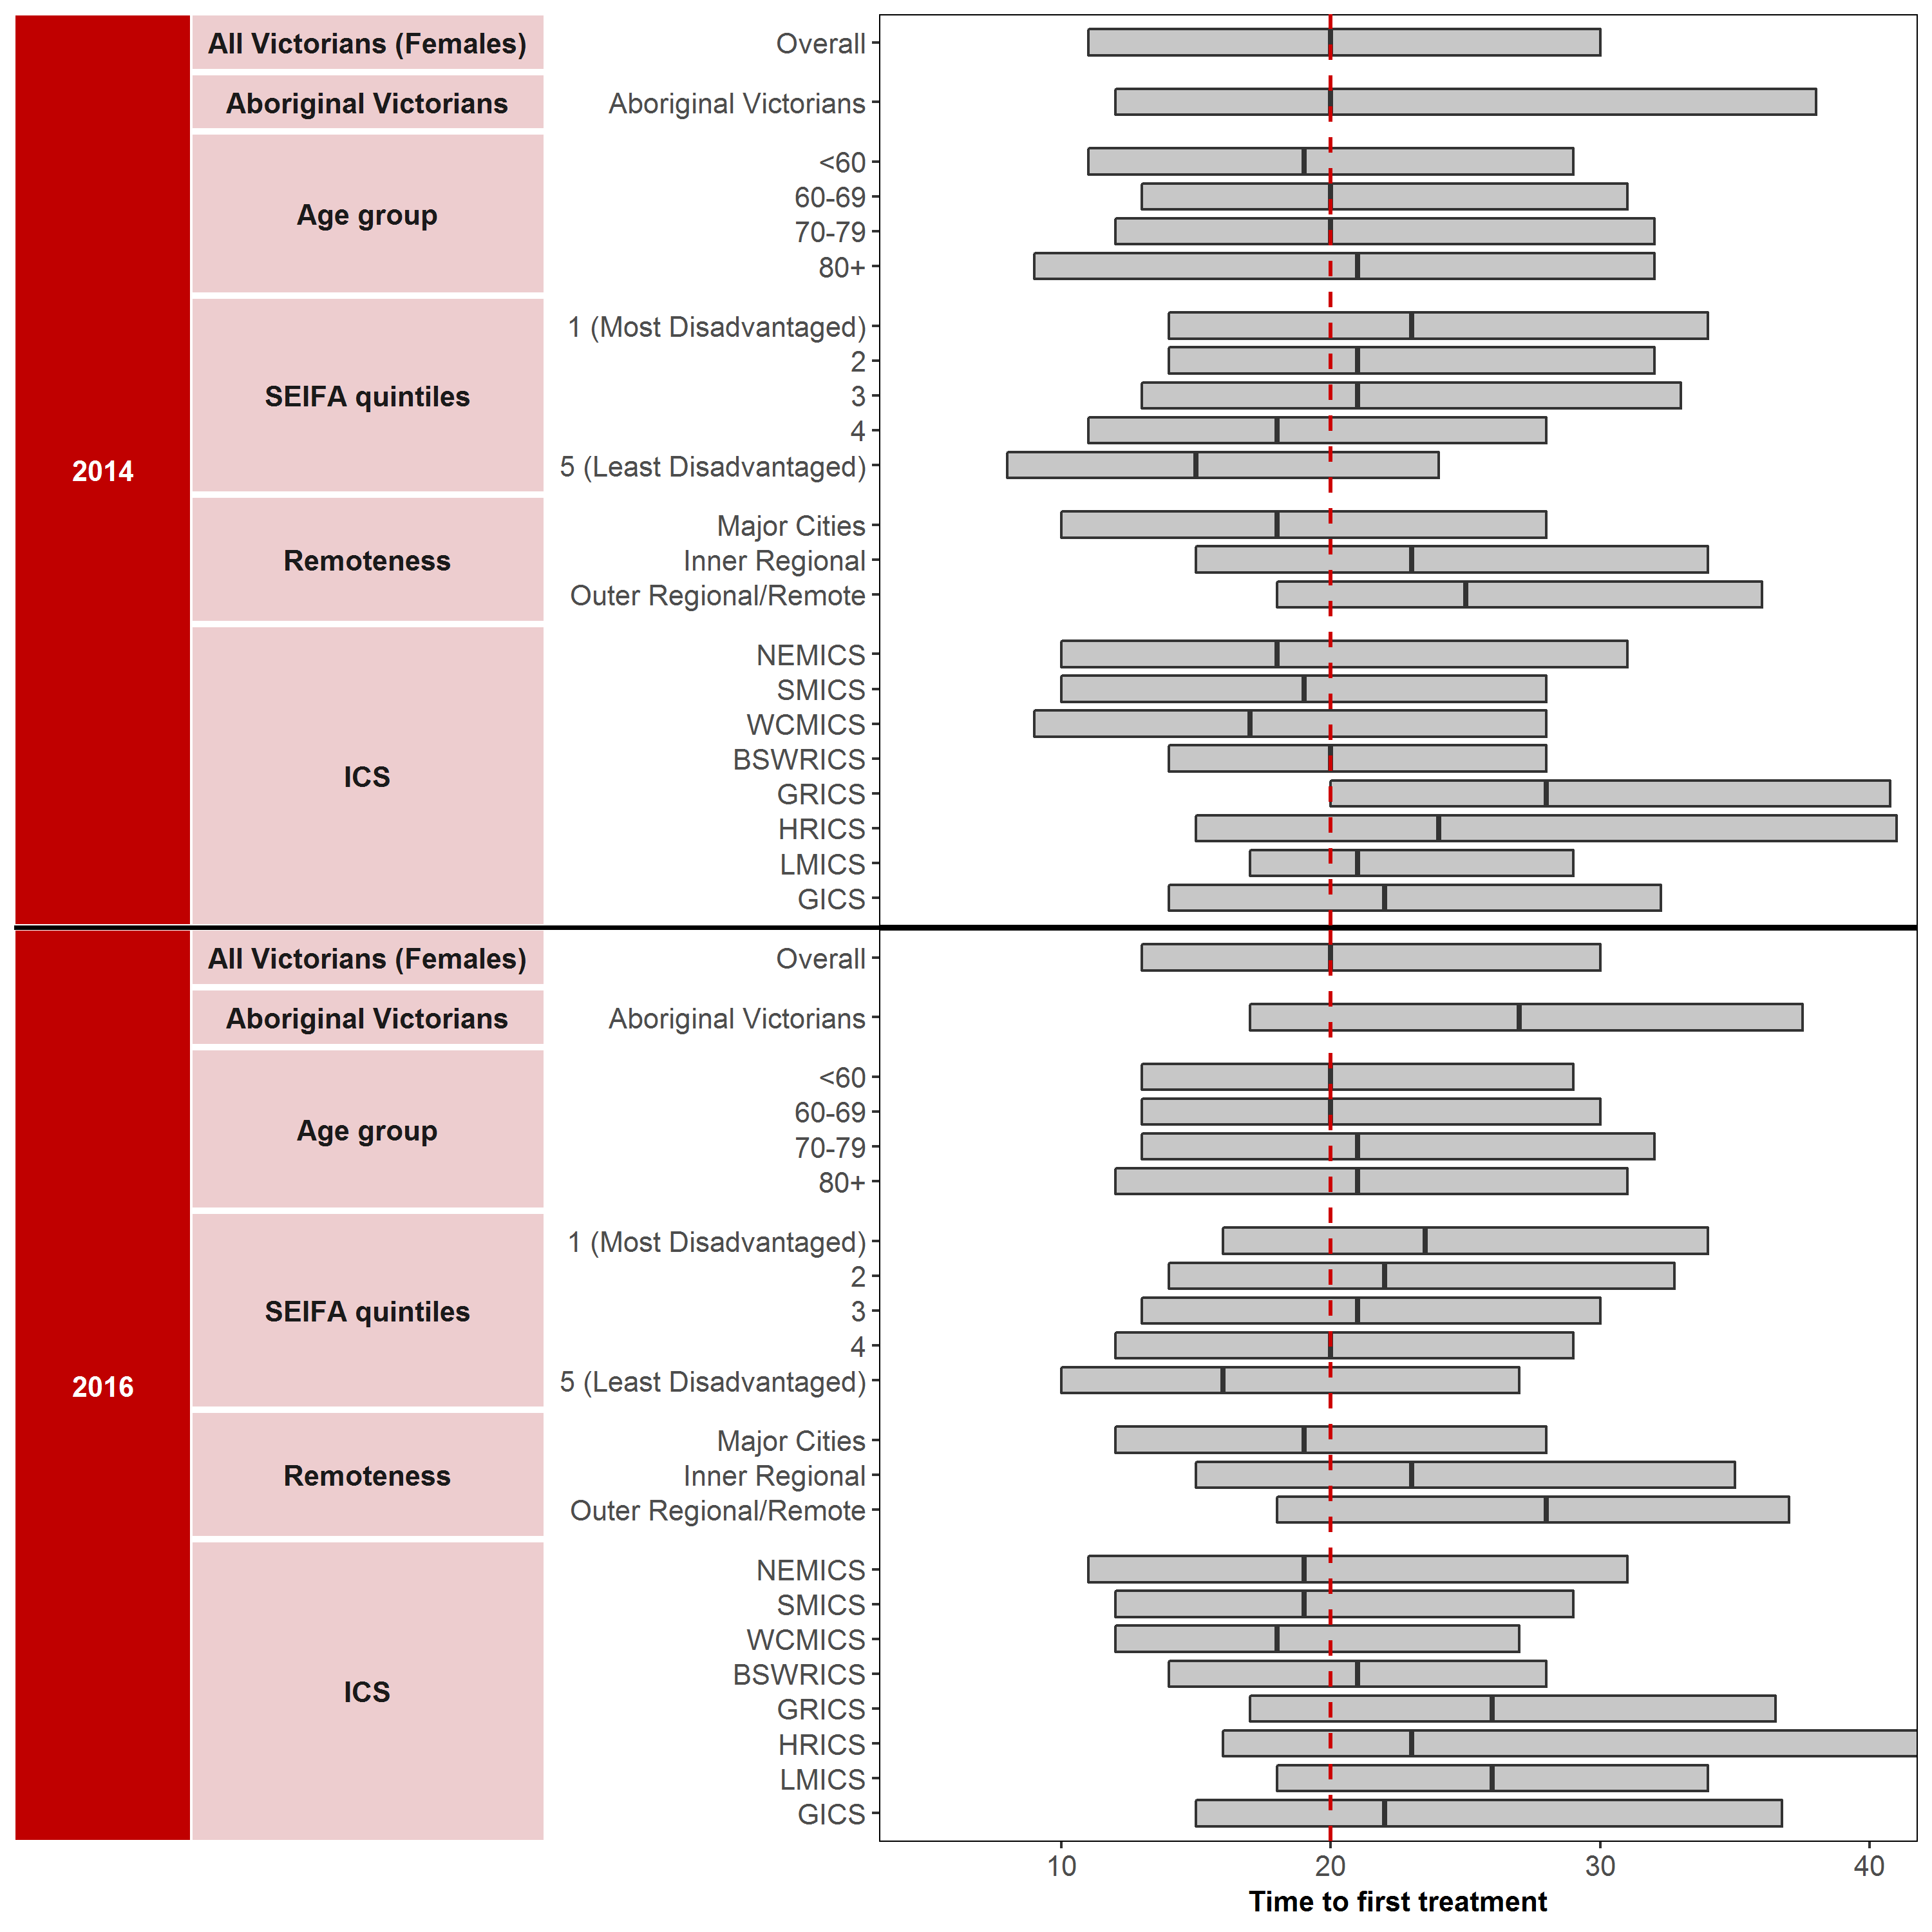 2014
All Victorians (Females)
Overall
Aboriginal Victorians
Aboriginal Victorians
Age group
<60
60-69
70-79
80+
SEIFA quintiles
1 (Most Disadvantaged)
2
3
4
5 (Least Disadvantaged)
Remoteness
Major Cities
Inner Regional
Outer Regional/Remote
ICS
NEMICS
SMICS
WCMICS
BSWRICS
GRICS
HRICS
LMICS
GICS
2016
All Victorians (Females)
Overall
Aboriginal Victorians
Aboriginal Victorians
Age group
<60
60-69
70-79
80+
SEIFA quintiles
1 (Most Disadvantaged)
2
3
4
5 (Least Disadvantaged)
Remoteness
Major Cities
Inner Regional
Outer Regional/Remote
ICS
NEMICS
SMICS
WCMICS
BSWRICS
GRICS
HRICS
LMICS
GICS
10 20 30 40
Time to first treatment